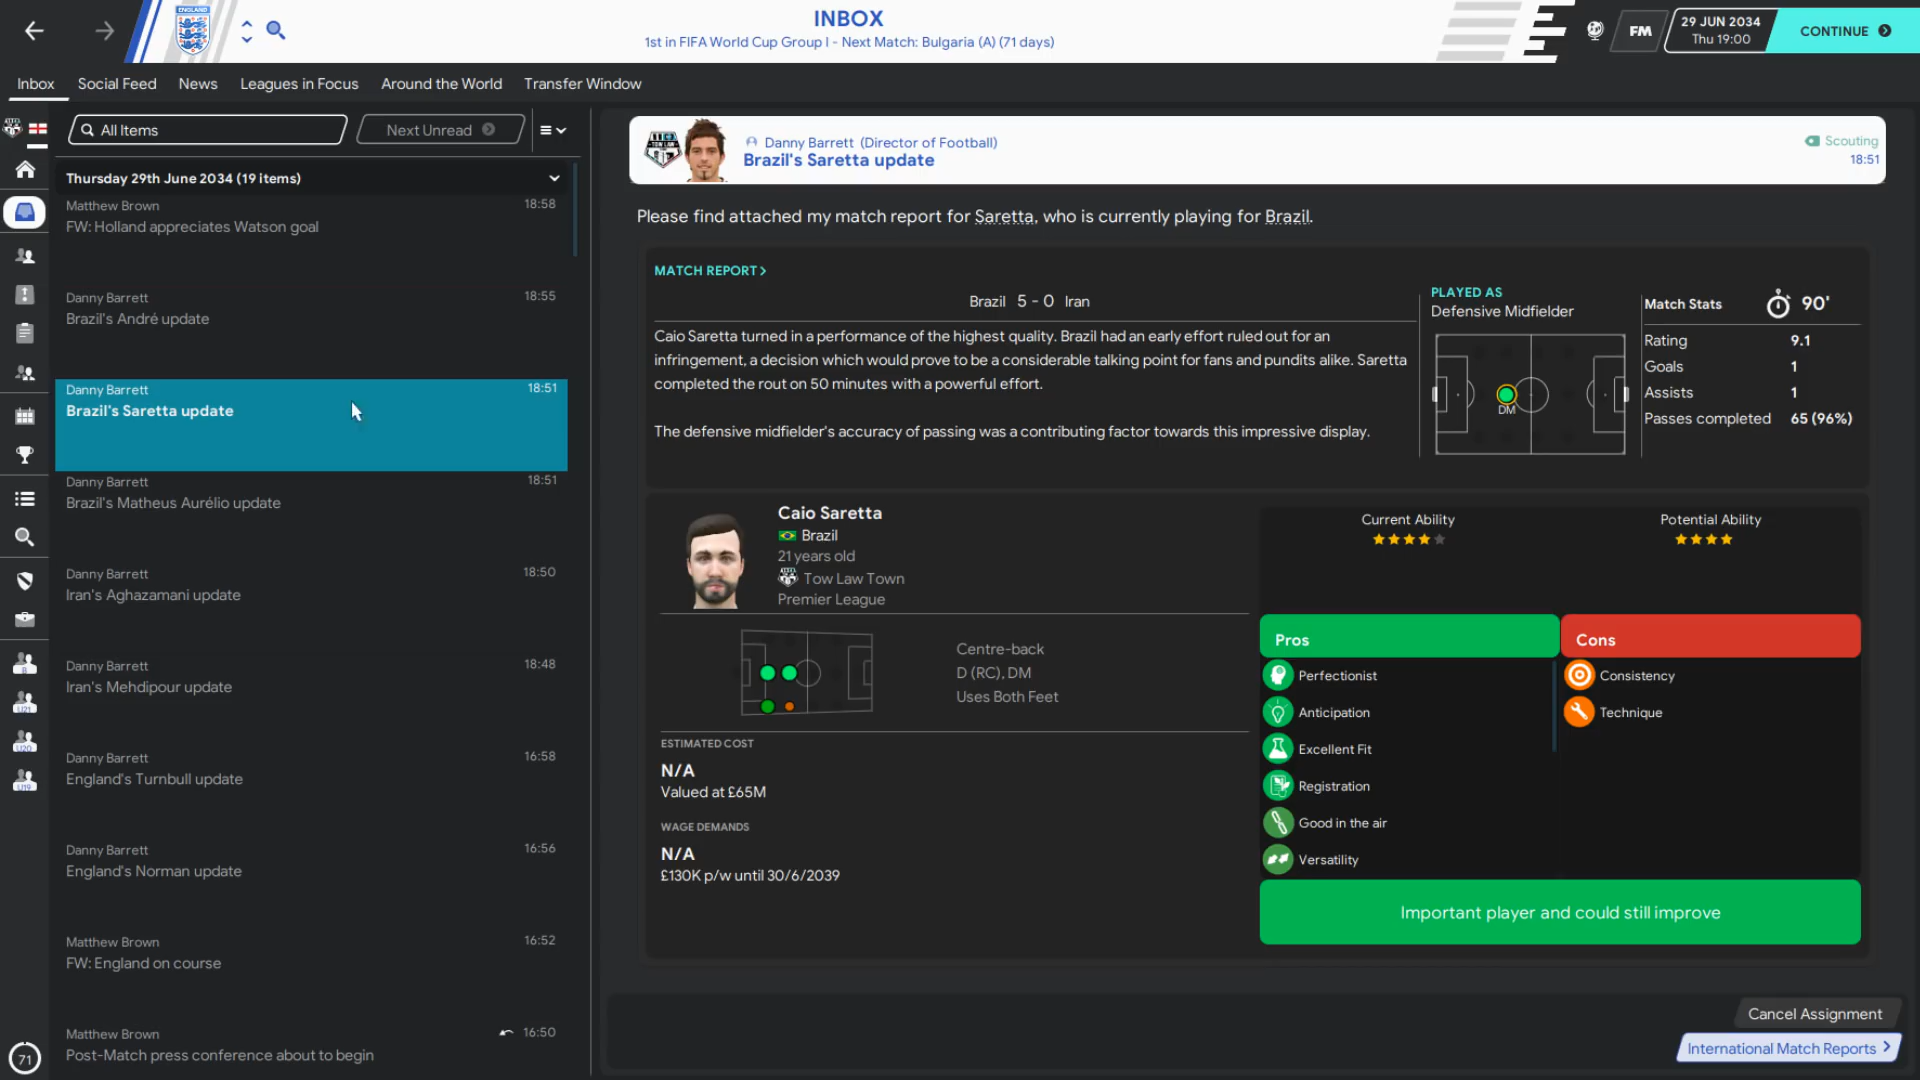 INBOX
1st in FIFA World Cup Group I - Next Match: Bulgaria (A) (71 days)
ENGLAND
FM
29 JUN 2034
Thu 19:00
CONTINUE
Inbox
Social Feed
News
Leagues in Focus
Around the World
Transfer Window
All Items
Next Unread
Thursday 29th June 2034 (19 items)
Matthew Brown
18:58
FW: Holland appreciates Watson goal
Danny Barrett
18:55
Brazil's André update
Danny Barrett
18:51
Brazil's Saretta update
Danny Barrett
18:51
Brazil's Matheus Aurélio update
Danny Barrett
18:50
Iran's Aghazamani update
Danny Barrett
18:48
Iran's Mehdipour update
Danny Barrett
16:58
England's Turnbull update
Danny Barrett
16:56
England's Norman update
Matthew Brown
16:52
FW: England on course
Matthew Brown
16:50
Post-Match press conference about to begin
U21
U20
U19
71
TOW LAW
Danny Barrett (Director of Football)
Brazil's Saretta update
Scouting
18:51
Please find attached my match report for Saretta, who is currently playing for Brazil.
MATCH REPORT
Brazil 5 - 0 Iran
Caio Saretta turned in a performance of the highest quality. Brazil had an early effort ruled out for an
infringement, a decision which would prove to be a considerable talking point for fans and pundits alike. Saretta
completed the rout on 50 minutes with a powerful effort.
The defensive midfielder's accuracy of passing was a contributing factor towards this impressive display.
PLAYED AS
Defensive Midfielder
DM
Match Stats
90'
Rating
9.1
Goals
1
Assists
1
Passes completed
65 (96%)
Caio Saretta
Brazil
21 years old
Tow Law Town
Premier League
Centre-back
D (RC), DM
Uses Both Feet
ESTIMATED COST
N/A
Valued at £65M
WAGE DEMANDS
N/A
£130K p/w until 30/6/2039
Current Ability
Potential Ability
Pros
Perfectionist
Anticipation
Excellent Fit
Registration
Good in the air
Versatility
Cons
Consistency
Technique
Important player and could still improve
Cancel Assignment
International Match Reports